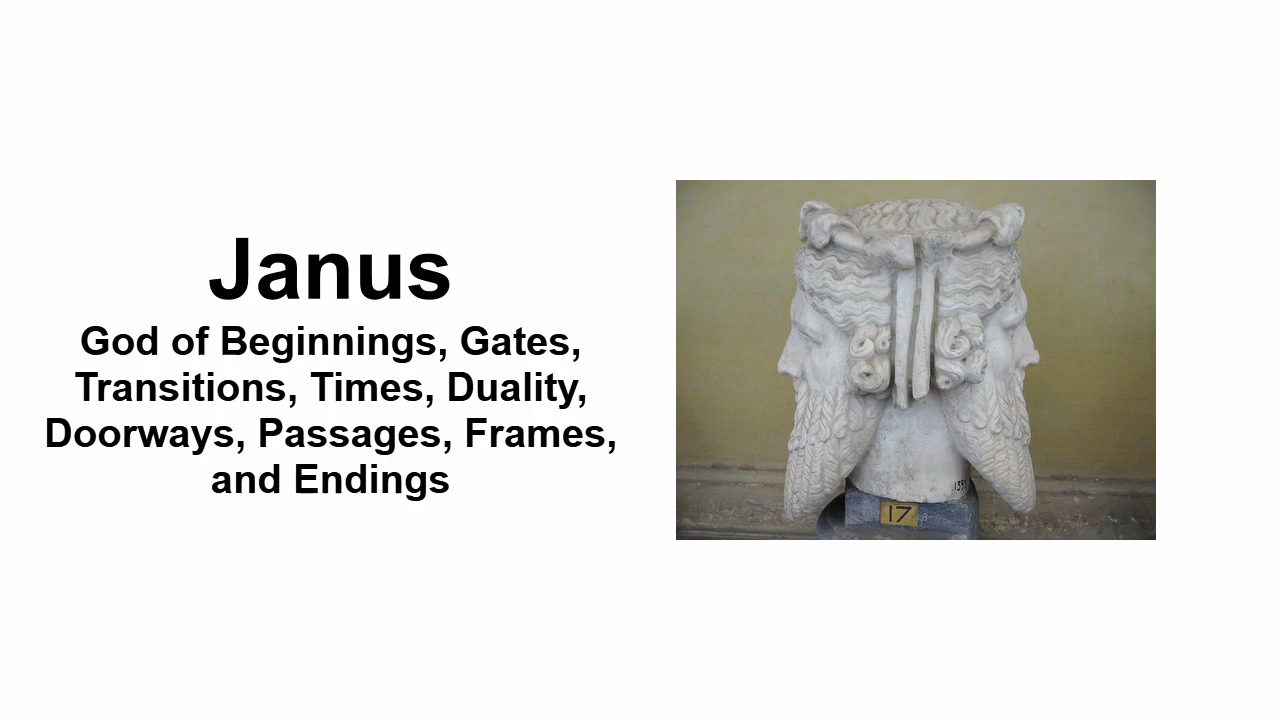 Janus
God of Beginnings, Gates,
Transitions, Times, Duality,
Doorways, Passages, Frames,
and Endings
17